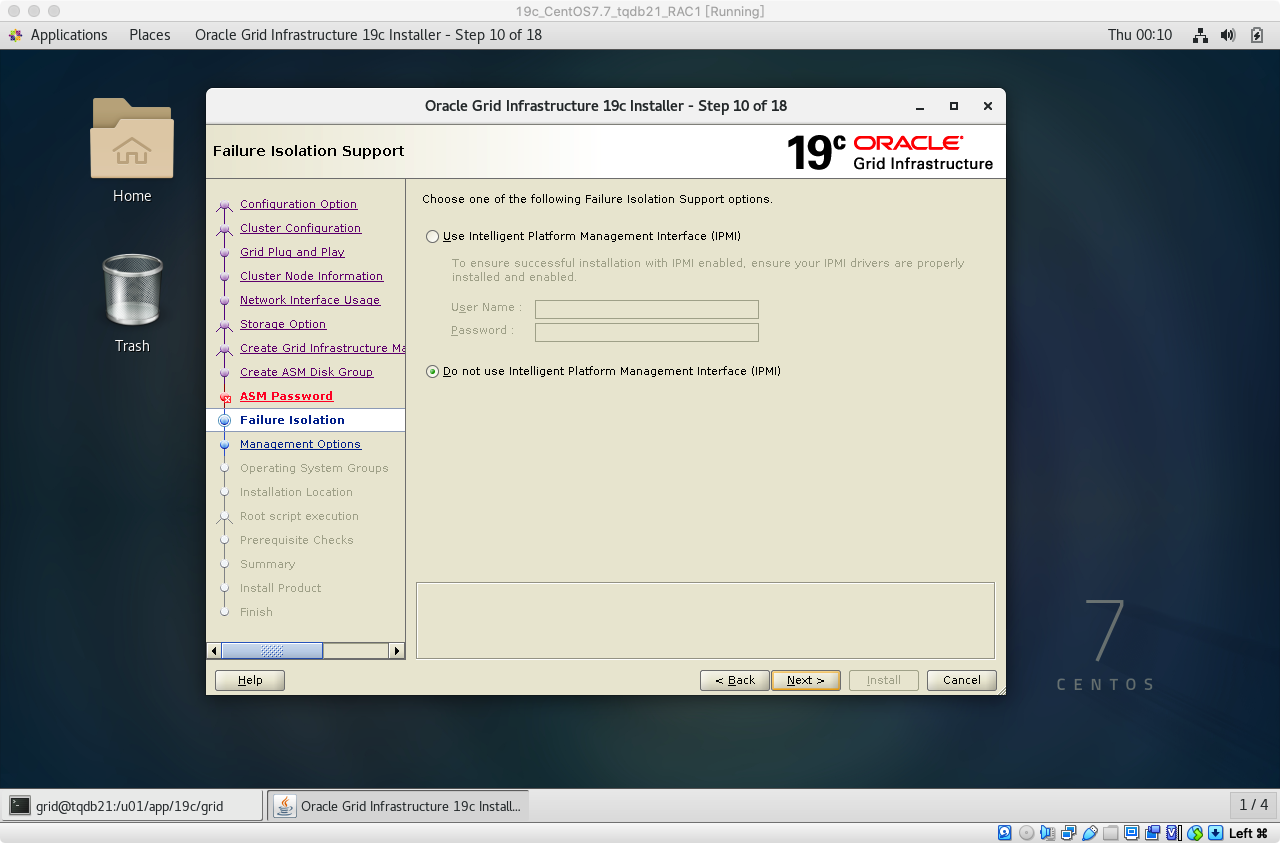 19c_CentOS7.7_tqdb21_RAC1 [Running]
Applications Places Oracle Grid Infrastructure 19c Installer - Step 10 of 18 Thu 00:10
Home
Trash
Oracle Grid Infrastructure 19c Installer - Step 10 of 18
Failure Isolation Support
19c ORACLE
Grid Infrastructure
Configuration Option
Cluster Configuration
Grid Plug and Play
Cluster Node Information
Network Interface Usage
Storage Option
Create Grid Infrastructure Ma
Create ASM Disk Group
ASM Password
Failure Isolation
Management Options
Operating System Groups
Installation Location
Root script execution
Prerequisite Checks
Summary
Install Product
Finish
Choose one of the following Failure Isolation Support options.
Use Intelligent Platform Management Interface (IPMI)
To ensure successful installation with IPMI enabled, ensure your IPMI drivers are properly
installed and enabled.
User Name :
Password :
Do not use Intelligent Platform Management Interface (IPMI)
Help < Back Next > Install Cancel
7
CENTOS
grid@tqdb21:/u01/app/19c/grid Oracle Grid Infrastructure 19c Install... 1 / 4
Left ⌘